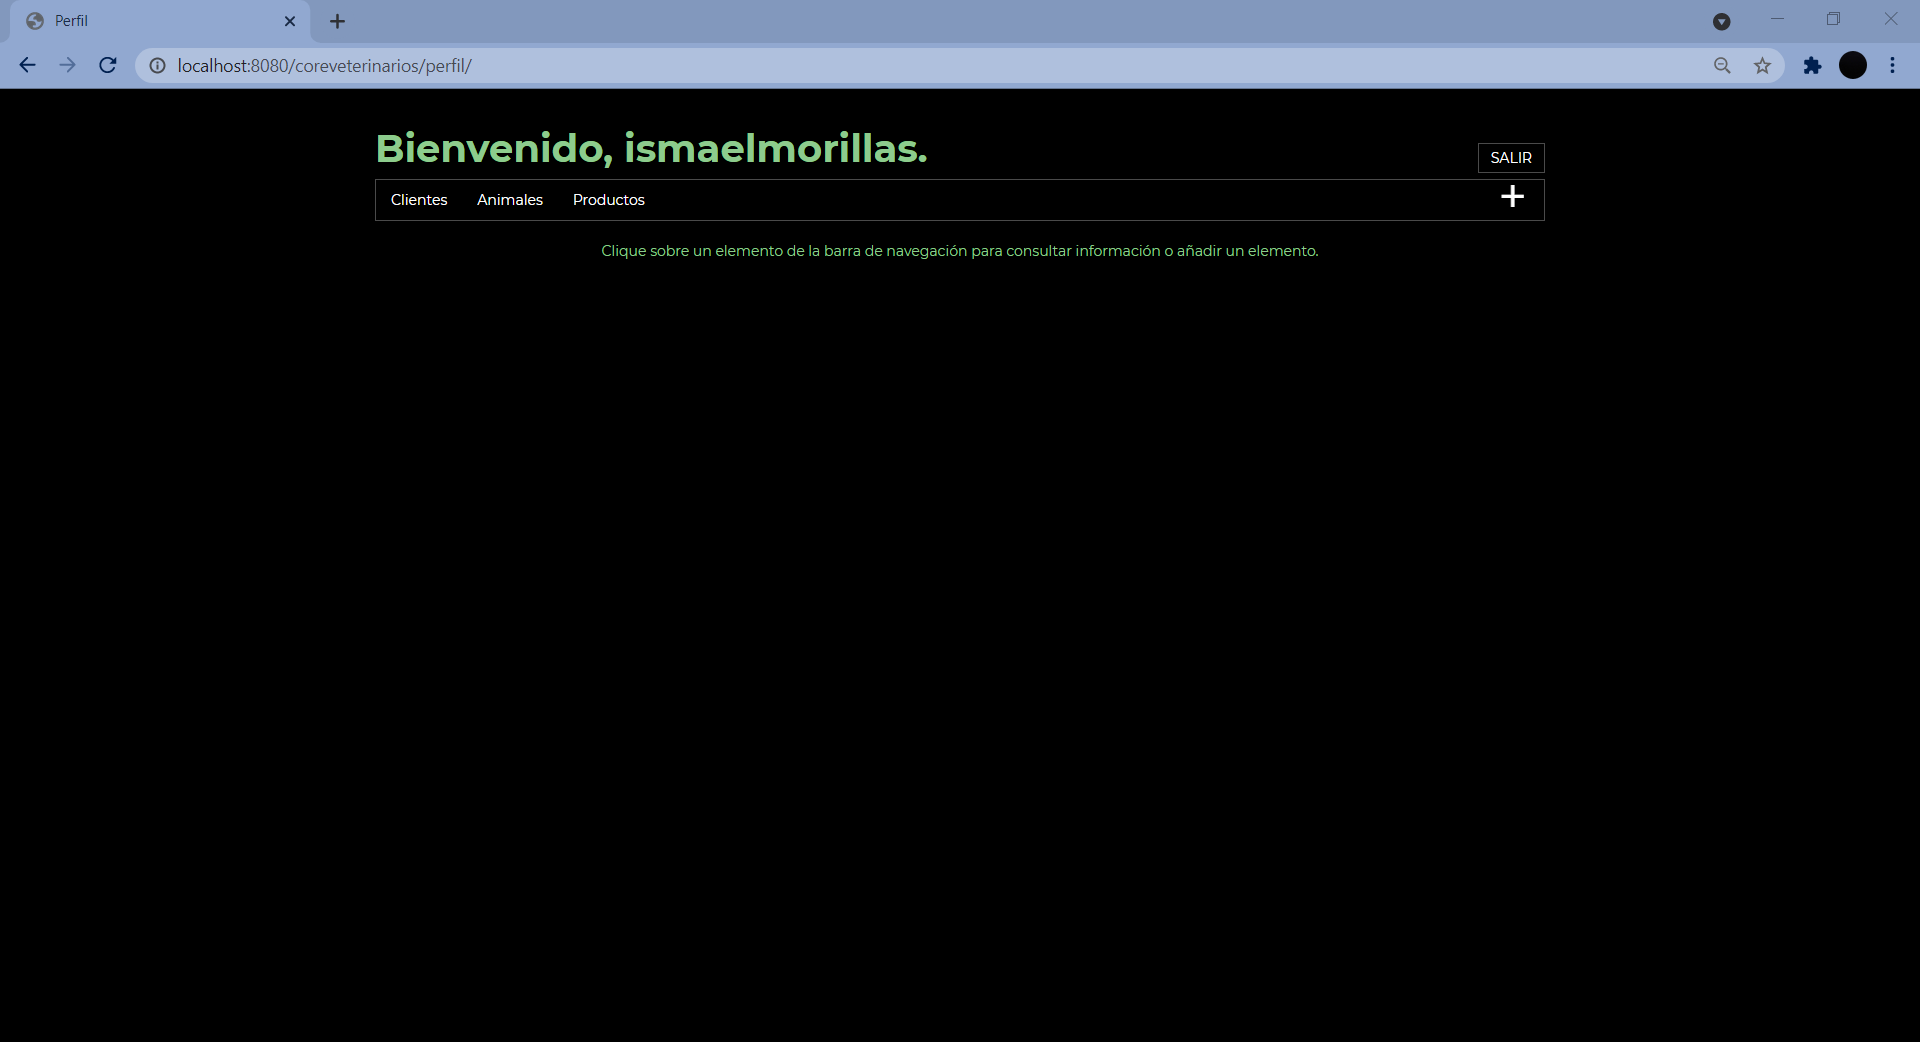 Perfil
localhost:8080/coreveterinarios/perfil/
Bienvenido, ismaelmorillas.
SALIR
Clientes Animales Productos
Clique sobre un elemento de la barra de navegación para consultar información o añadir un elemento.